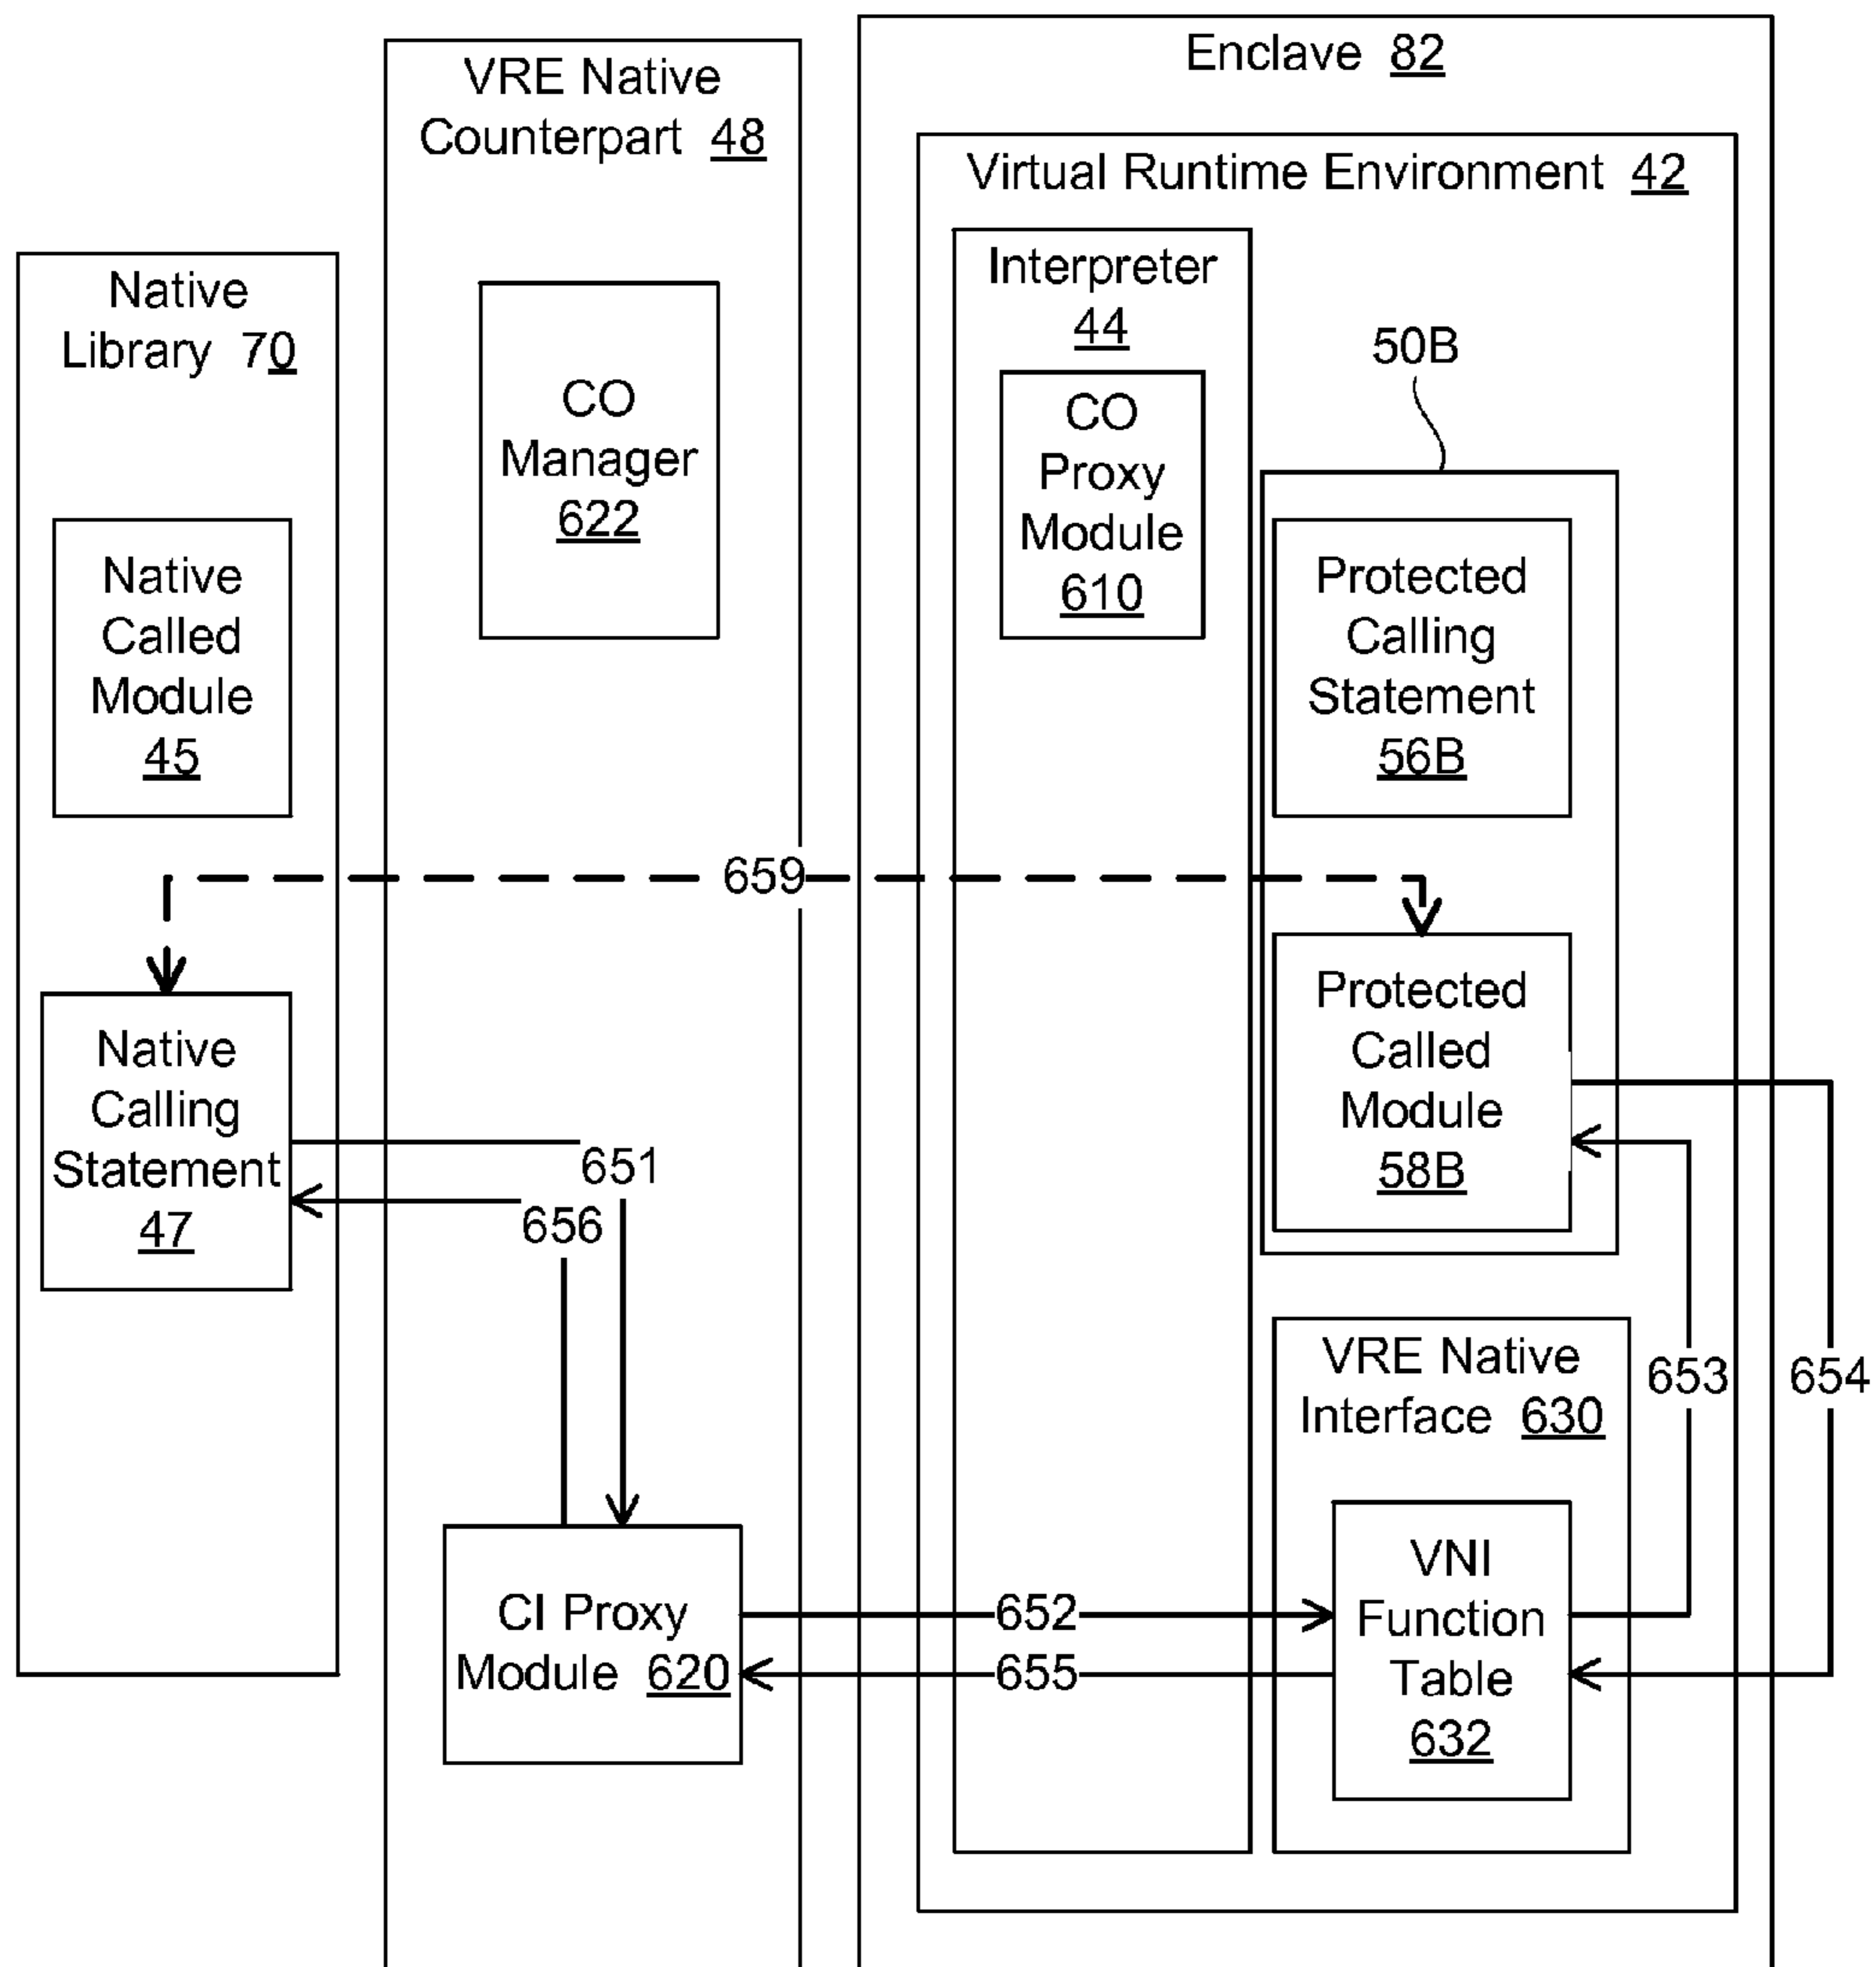 Enclave 82
VRE Native
Counterpart 48
Virtual Runtime Environment 42
Native
Library 70
Interpreter
44
50B
CO
Manager
622
CO
Proxy
Module
610
Native
Called
Module
45
Protected
Calling
Statement
56B
659
Native
Calling
Statement
47
Protected
Called
Module
58B
651
656
VRE Native
Interface 630
653
654
CI Proxy
Module 620
652
655
VNI
Function
Table
632